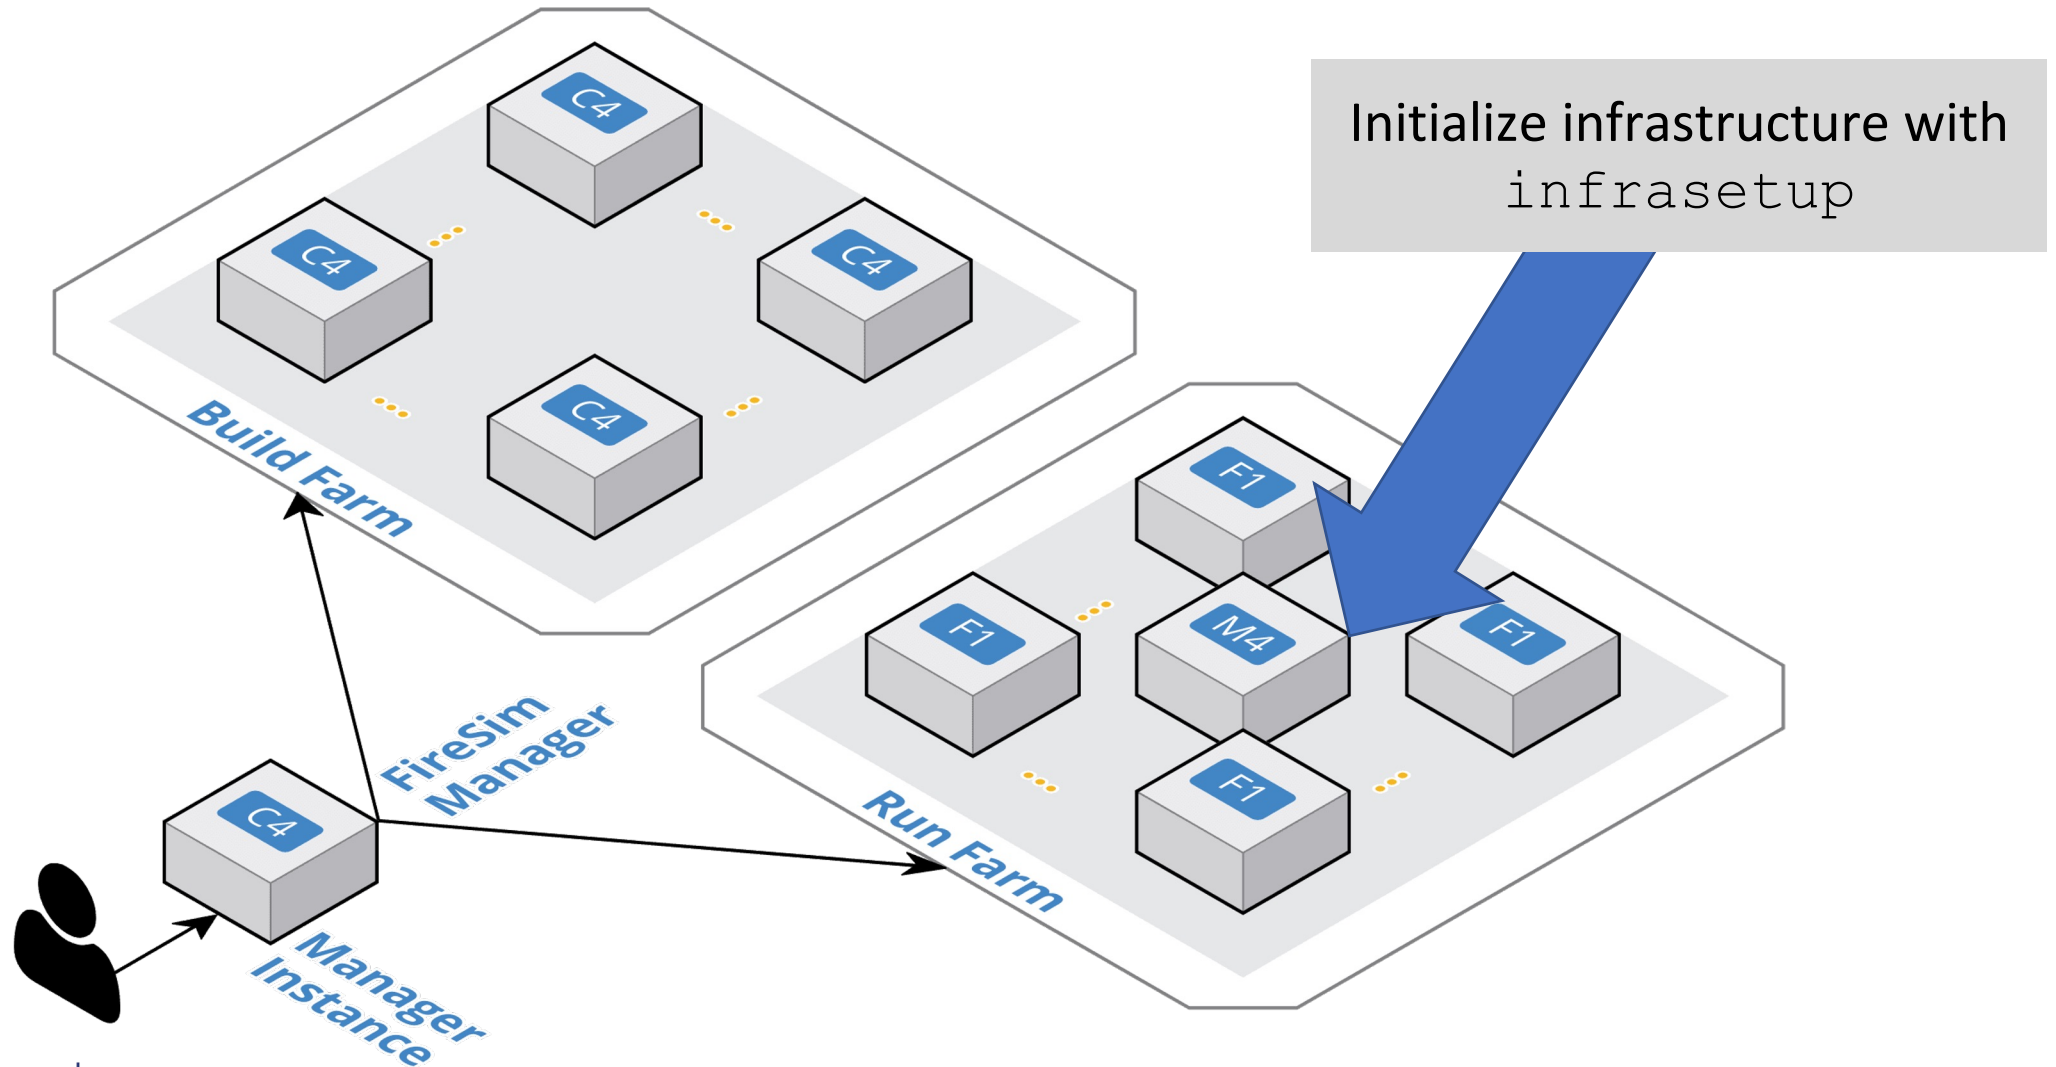 C4
C4
C4
C4
Build Farm
Initialize infrastructure with
infrasetup
F1
F1
M4
F1
F1
Run Farm
FireSim
Manager
C4
Manager
Instance